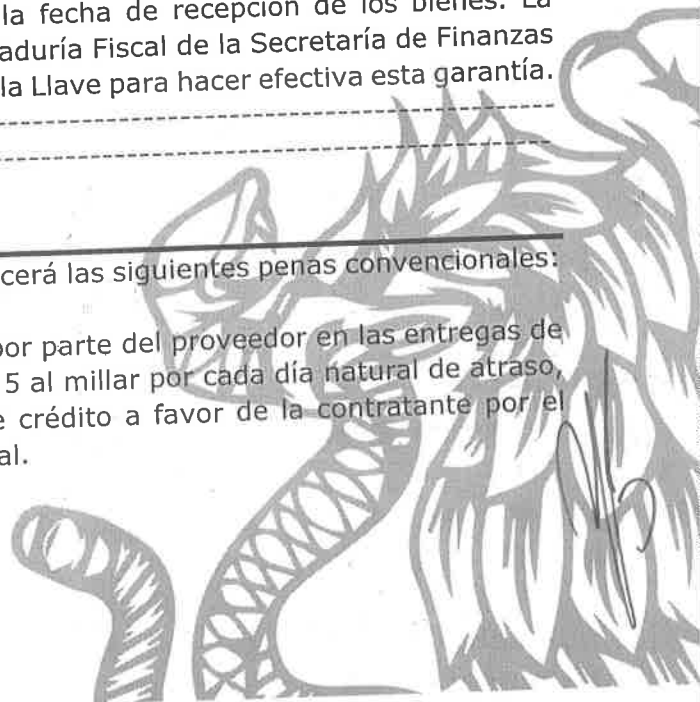 la fecha de recepción de los bienes. La
aduría Fiscal de la Secretaría de Finanzas
la Llave para hacer efectiva esta garantía.
cerá las siguientes penas convencionales:
por parte del proveedor en las entregas de
5 al millar por cada día natural de atraso,
e crédito a favor de la contratante por el
al.